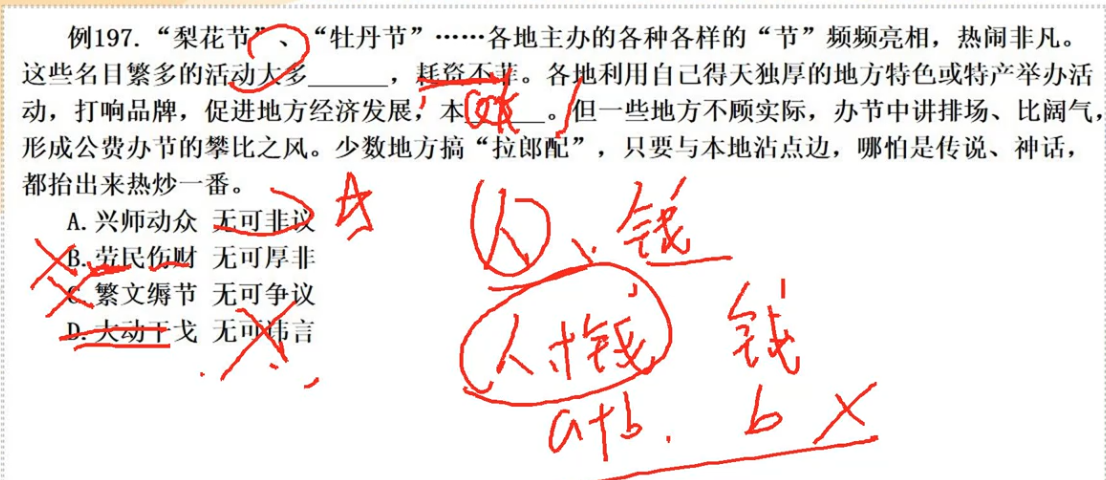 例197.“梨花节”、“牡丹节”……各地主办的各种各样的“节”频频亮相，热闹非凡。
这些名目繁多的活动大多______，耗资不菲。各地利用自己得天独厚的地方特色或特产举办活
动，打响品牌，促进地方经济发展，本______。但一些地方不顾实际，办节中讲排场、比阔气，
形成公费办节的攀比之风。少数地方搞“拉郎配”，只要与本地沾点边，哪怕是传说、神话，
都抬出来热炒一番。
A.兴师动众 无可非议
人、钱
B.劳民伤财 无可厚非
C.繁文缛节 无可争议
D.大动干戈 无可讳言
人+钱 钱
a+b. b ×